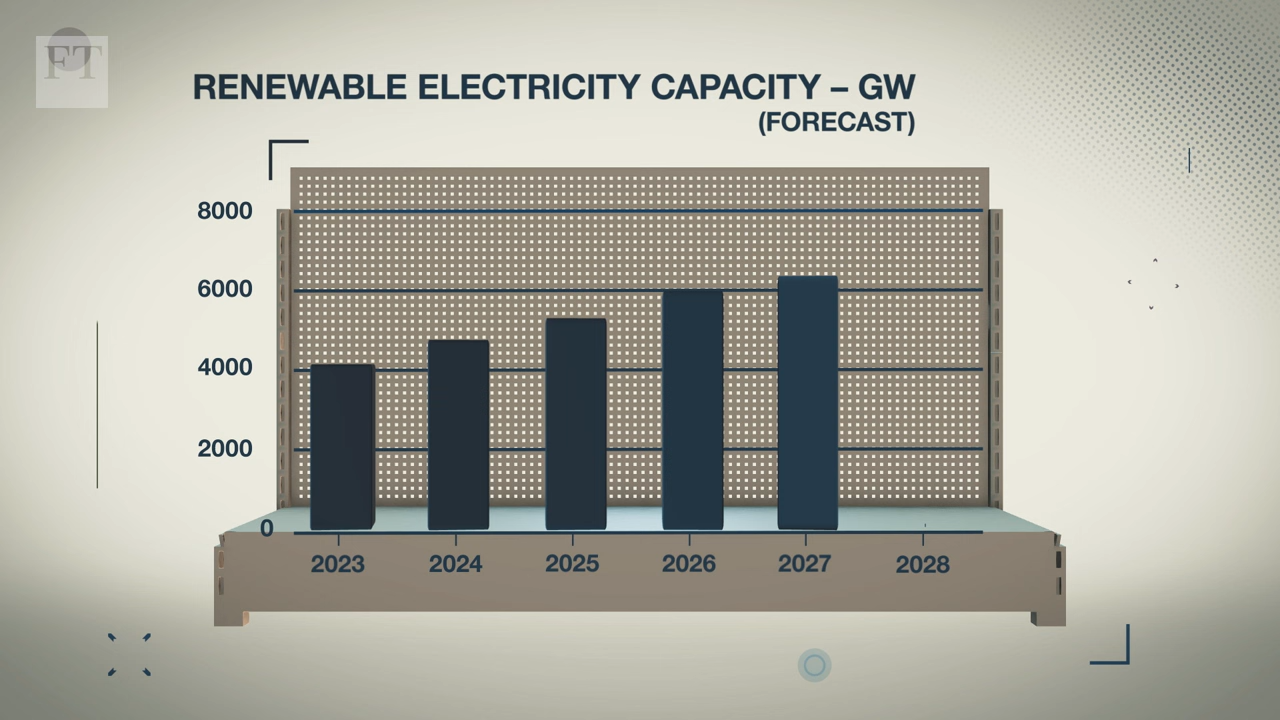 FT
RENEWABLE ELECTRICITY CAPACITY – GW
(FORECAST)
8000
6000
4000
2000
0
2023 2024 2025 2026 2027 2028